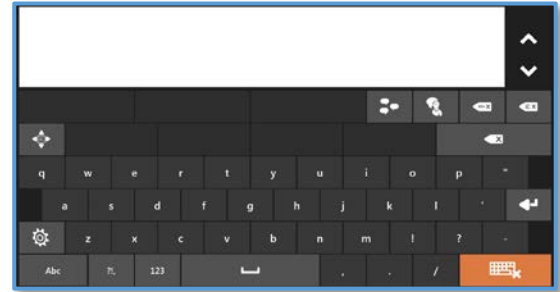 q w e r t y u i o p "
a s d f g h j k l '
z x c v b n m ! ? -
Abc ?!, 123 , . /